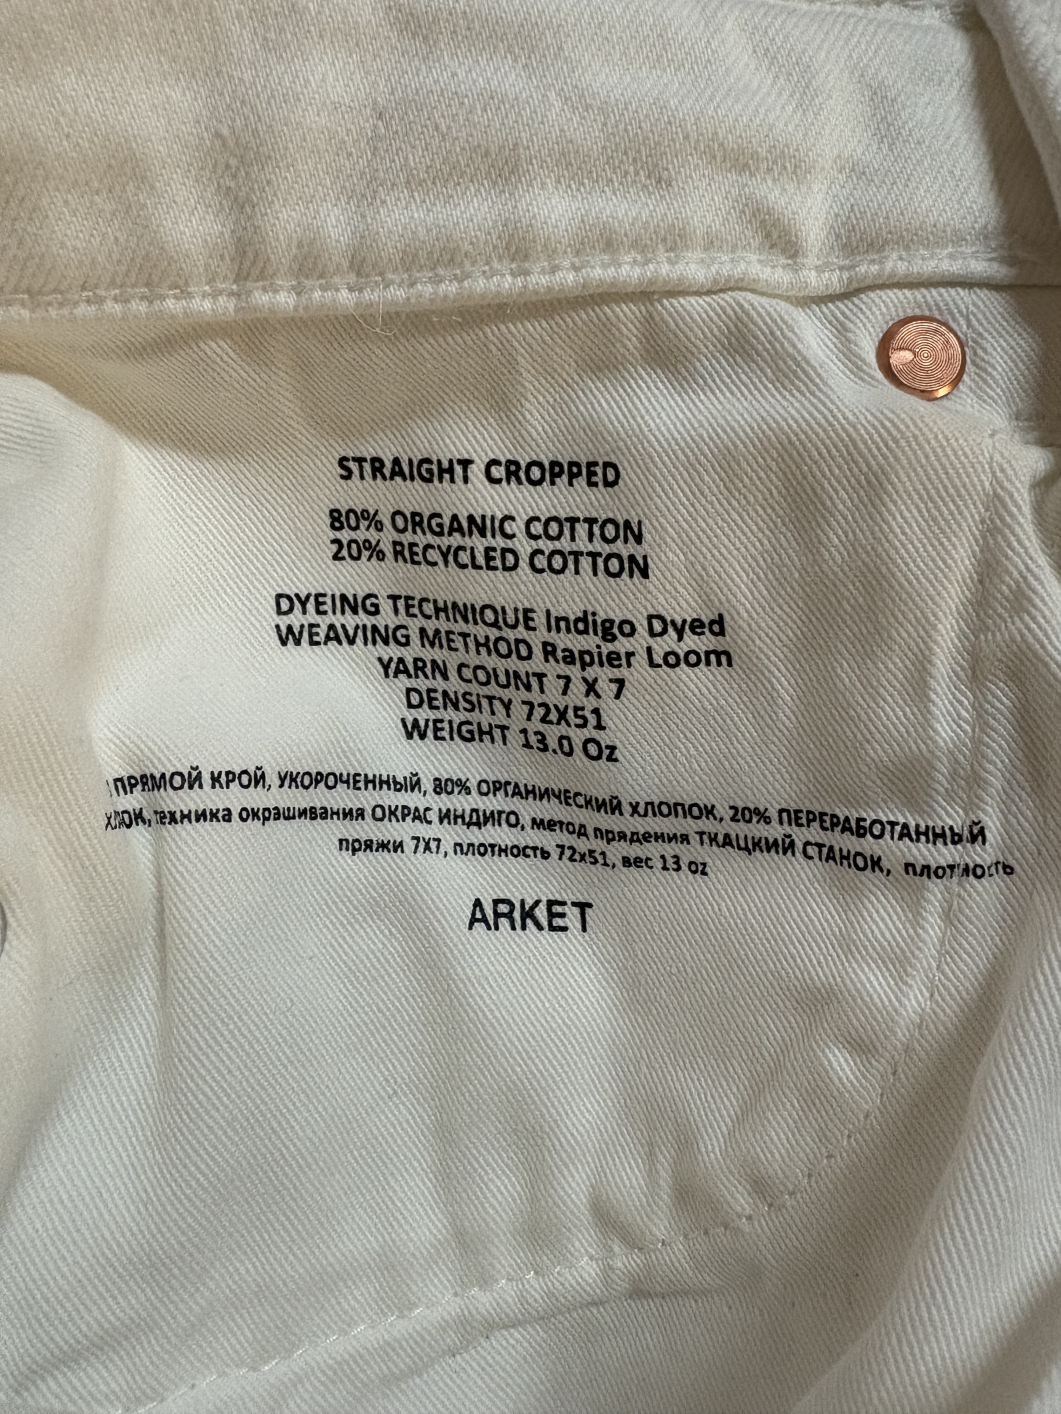 STRAIGHT CROPPED
80% ORGANIC COTTON
20% RECYCLED COTTON
DYEING TECHNIQUE Indigo Dyed
WEAVING METHOD Rapier Loom
YARN COUNT 7 X 7
DENSITY 72X51
WEIGHT 13.0 Oz
ПРЯМОЙ КРОЙ, УКОРОЧЕННЫЙ, 80% ОРГАНИЧЕСКИЙ ХЛОПОК, 20% ПЕРЕРАБОТАННЫЙ
ХЛОПОК, техника окрашивания ОКРАС ИНДИГО, метод прядения ТКАЦКИЙ СТАНОК, плотность
пряжи 7X7, плотность 72x51, вес 13 oz
ARKET